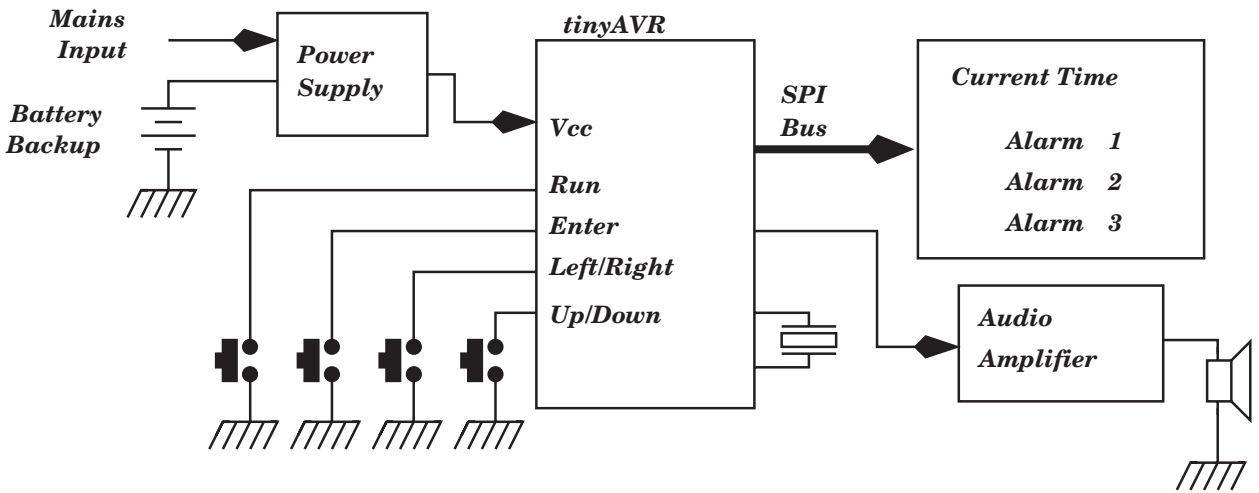 Mains
Input
Battery
Backup
Power
Supply
tinyAVR
Vcc
Run
Enter
Left/Right
Up/Down
SPI
Bus
Current Time
Alarm 1
Alarm 2
Alarm 3
Audio
Amplifier